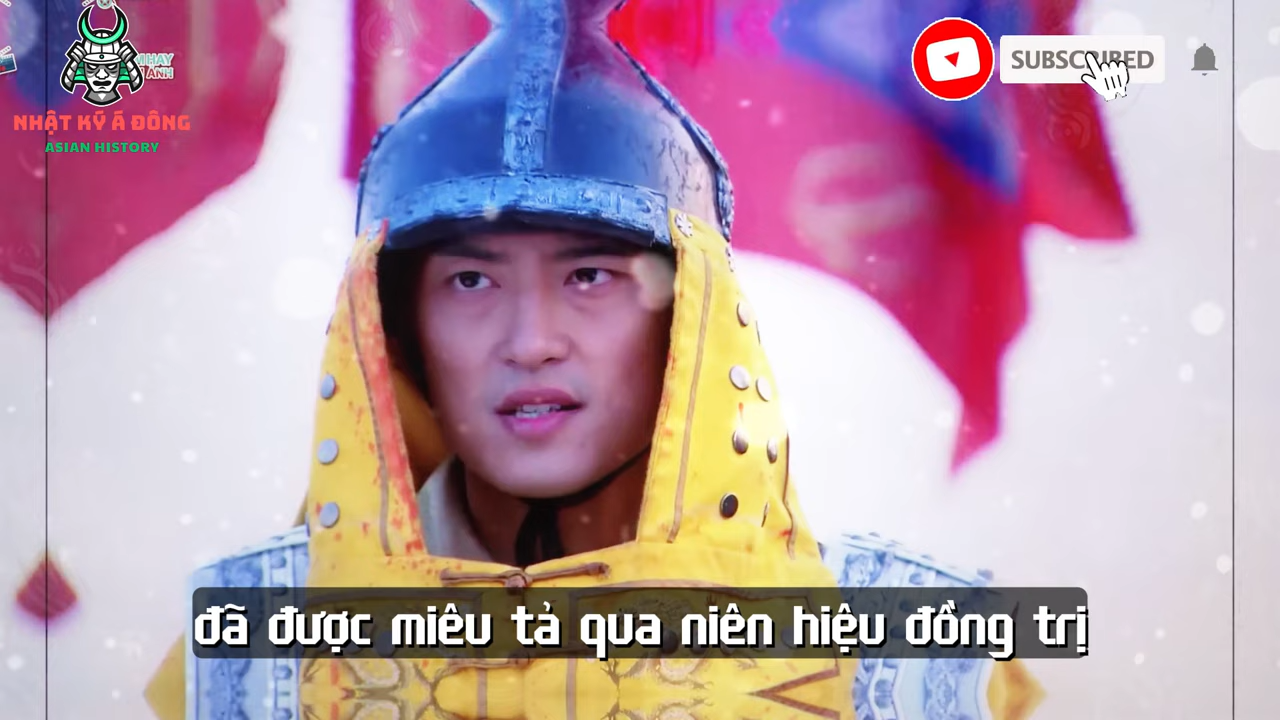 NHẬT KÝ Á ĐÔNG
ASIAN HISTORY
SUBSCRIBED
đã được miêu tả qua niên hiệu đồng trị